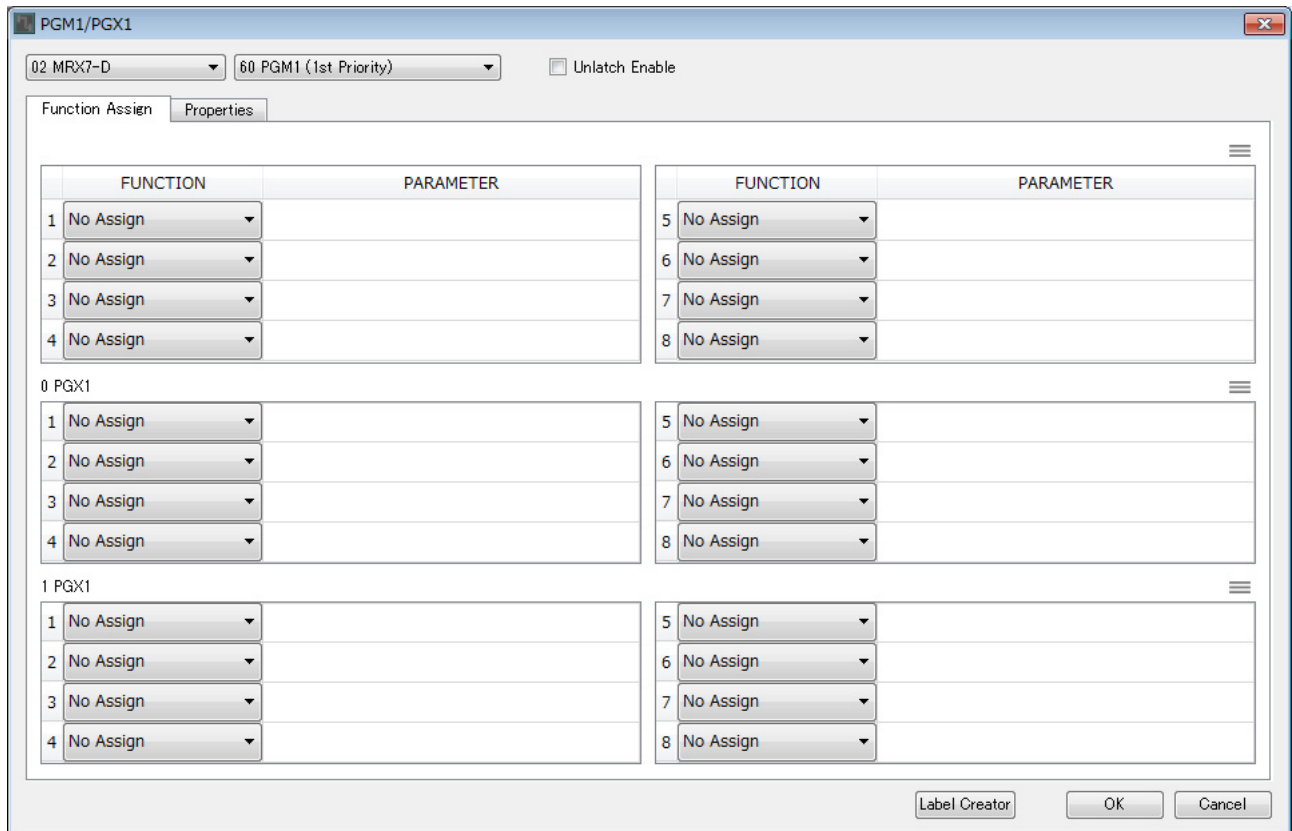 PGM1/PGX1
02 MRX7-D 60 PGM1 (1st Priority) Unlatch Enable
Function Assign Properties
FUNCTION PARAMETER FUNCTION PARAMETER
1 No Assign 5 No Assign
2 No Assign 6 No Assign
3 No Assign 7 No Assign
4 No Assign 8 No Assign
0 PGX1
1 No Assign 5 No Assign
2 No Assign 6 No Assign
3 No Assign 7 No Assign
4 No Assign 8 No Assign
1 PGX1
1 No Assign 5 No Assign
2 No Assign 6 No Assign
3 No Assign 7 No Assign
4 No Assign 8 No Assign
Label Creator OK Cancel